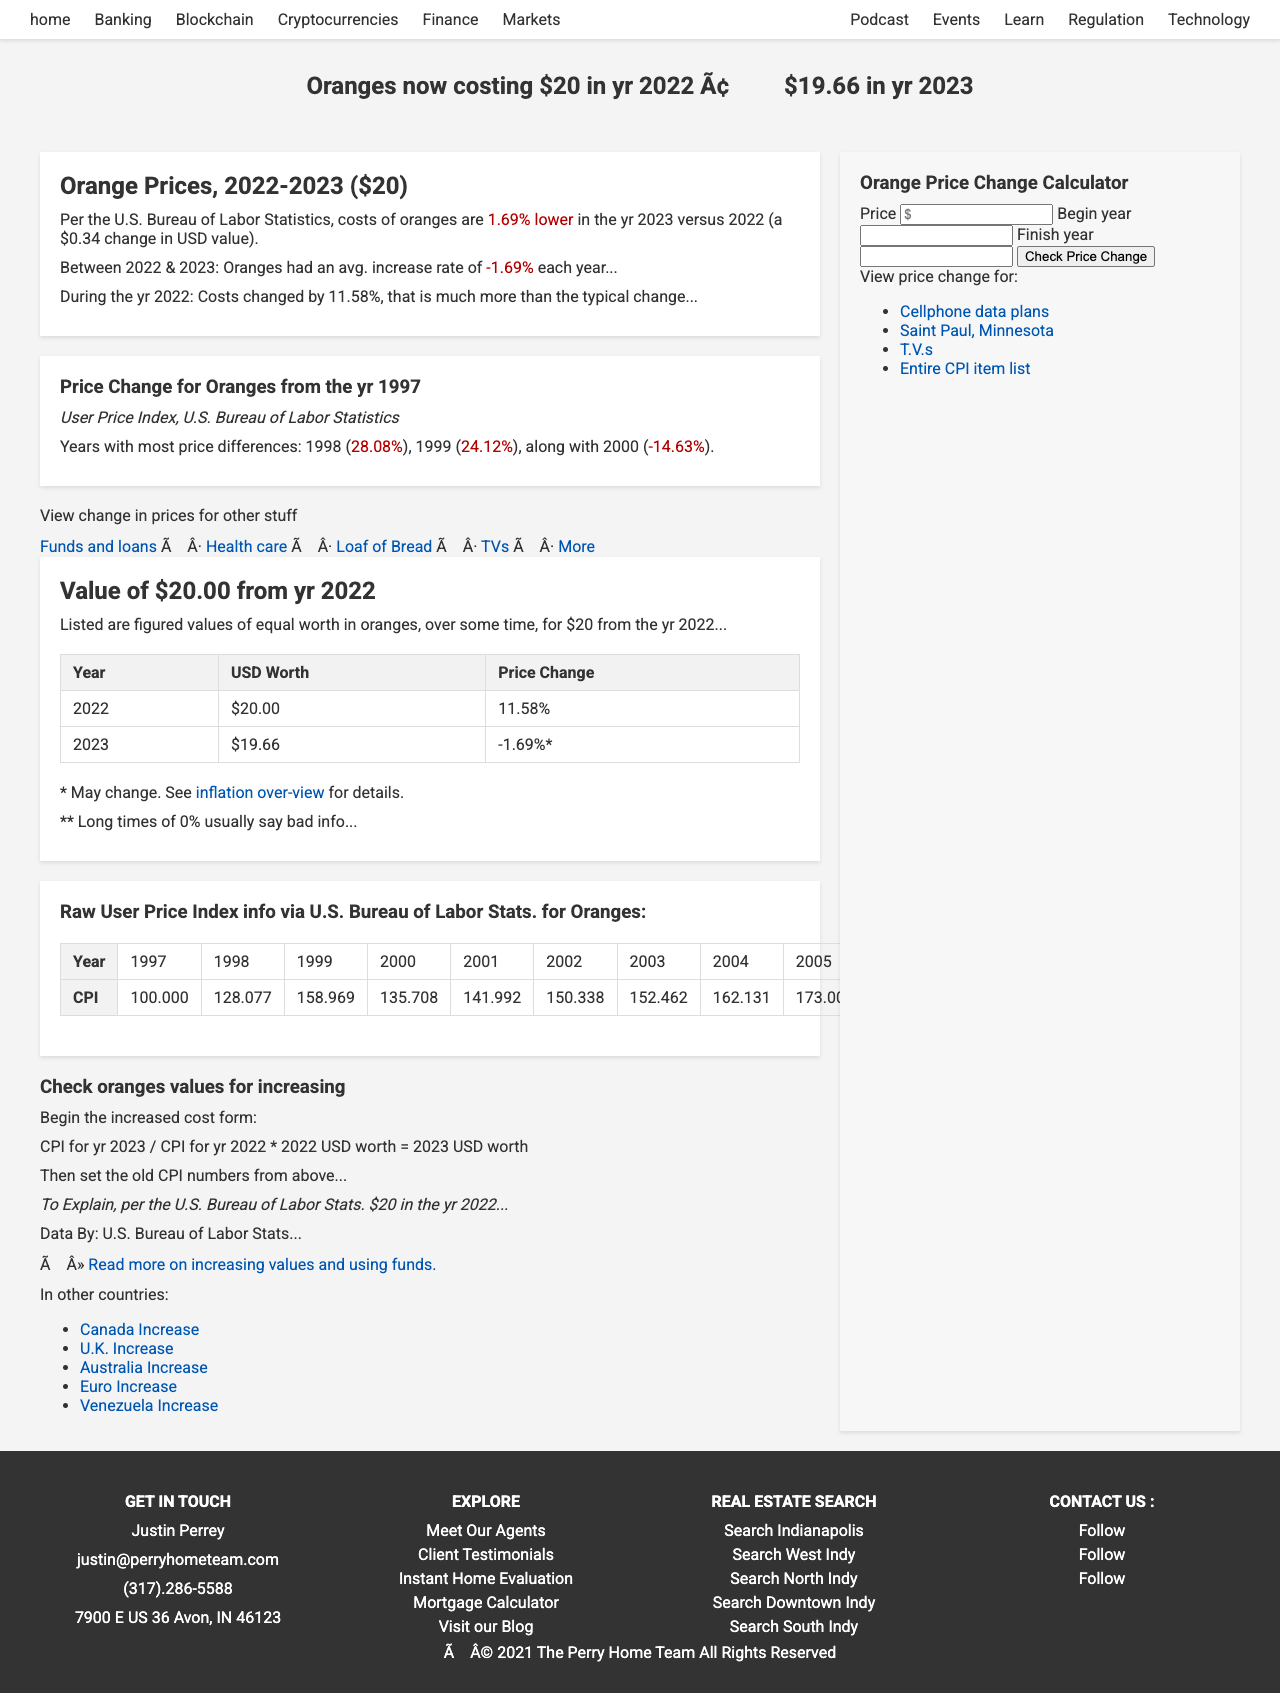 home Banking Blockchain Cryptocurrencies Finance Markets Podcast Events Learn Regulation Technology
Oranges now costing $20 in yr 2022 Ã¢ $19.66 in yr 2023
Orange Prices, 2022-2023 ($20)
Per the U.S. Bureau of Labor Statistics, costs of oranges are 1.69% lower in the yr 2023 versus 2022 (a
$0.34 change in USD value).
Between 2022 & 2023: Oranges had an avg. increase rate of -1.69% each year...
During the yr 2022: Costs changed by 11.58%, that is much more than the typical change...
Price Change for Oranges from the yr 1997
User Price Index, U.S. Bureau of Labor Statistics
Years with most price differences: 1998 (28.08%), 1999 (24.12%), along with 2000 (-14.63%).
View change in prices for other stuff
Funds and loans Ã Â· Health care Ã Â· Loaf of Bread Ã Â· TVs Ã Â· More
Value of $20.00 from yr 2022
Listed are figured values of equal worth in oranges, over some time, for $20 from the yr 2022...
Year USD Worth Price Change
2022 $20.00 11.58%
2023 $19.66 -1.69%*
* May change. See inflation over-view for details.
** Long times of 0% usually say bad info...
Raw User Price Index info via U.S. Bureau of Labor Stats. for Oranges:
Year 1997 1998 1999 2000 2001 2002 2003 2004 2005
CPI 100.000 128.077 158.969 135.708 141.992 150.338 152.462 162.131 173.00
Check oranges values for increasing
Begin the increased cost form:
CPI for yr 2023 / CPI for yr 2022 * 2022 USD worth = 2023 USD worth
Then set the old CPI numbers from above...
To Explain, per the U.S. Bureau of Labor Stats. $20 in the yr 2022...
Data By: U.S. Bureau of Labor Stats...
Ã Â» Read more on increasing values and using funds.
In other countries:
Canada Increase
U.K. Increase
Australia Increase
Euro Increase
Venezuela Increase
Orange Price Change Calculator
Price $ Begin year
Finish year
Check Price Change
View price change for:
Cellphone data plans
Saint Paul, Minnesota
T.V.s
Entire CPI item list
GET IN TOUCH
Justin Perrey
justin@perryhometeam.com
(317).286-5588
7900 E US 36 Avon, IN 46123
EXPLORE
Meet Our Agents
Client Testimonials
Instant Home Evaluation
Mortgage Calculator
Visit our Blog
REAL ESTATE SEARCH
Search Indianapolis
Search West Indy
Search North Indy
Search Downtown Indy
Search South Indy
CONTACT US :
Follow
Follow
Follow
Ã Â© 2021 The Perry Home Team All Rights Reserved